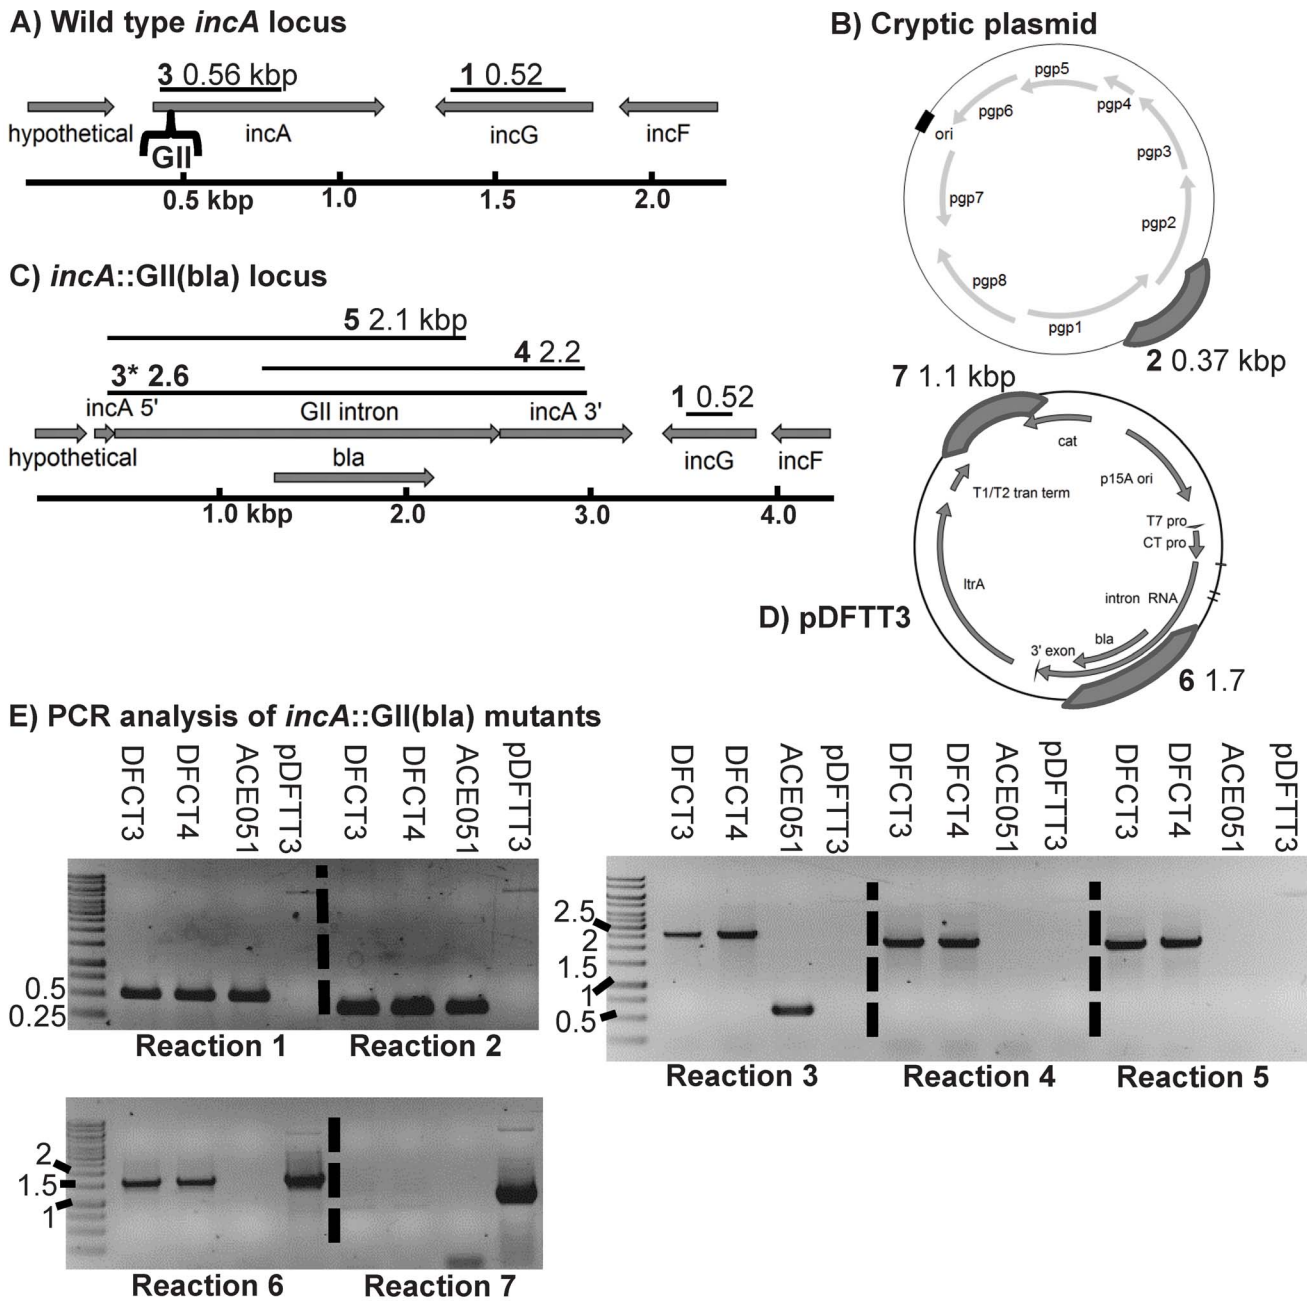 A) Wild type incA locus
3 0.56 kbp
1 0.52
hypothetical
incA
incG
incF
GII
0.5 kbp
1.0
1.5
2.0
B) Cryptic plasmid
pgp5
pgp4
pgp6
ori
pgp3
pgp7
pgp2
pgp8
pgp1
2 0.37 kbp
C) incA::GII(bla) locus
5 2.1 kbp
4 2.2
3* 2.6
1 0.52
incA 5'
GII intron
incA 3'
hypothetical
bla
incG
incF
1.0 kbp
2.0
3.0
4.0
7 1.1 kbp
cat
p15A ori
T1/T2 tran term
T7 pro
CT pro
ltrA
intron RNA
bla
3' exon
D) pDFTT3
6 1.7
E) PCR analysis of incA::GII(bla) mutants
DFCT3
DFCT4
ACE051
pDFTT3
DFCT3
DFCT4
ACE051
pDFTT3
0.5
0.25
Reaction 1
Reaction 2
DFCT3
DFCT4
ACE051
pDFTT3
DFCT3
DFCT4
ACE051
pDFTT3
DFCT3
DFCT4
ACE051
pDFTT3
2.5
2
1.5
1
0.5
Reaction 3
Reaction 4
Reaction 5
2
1.5
1
Reaction 6
Reaction 7